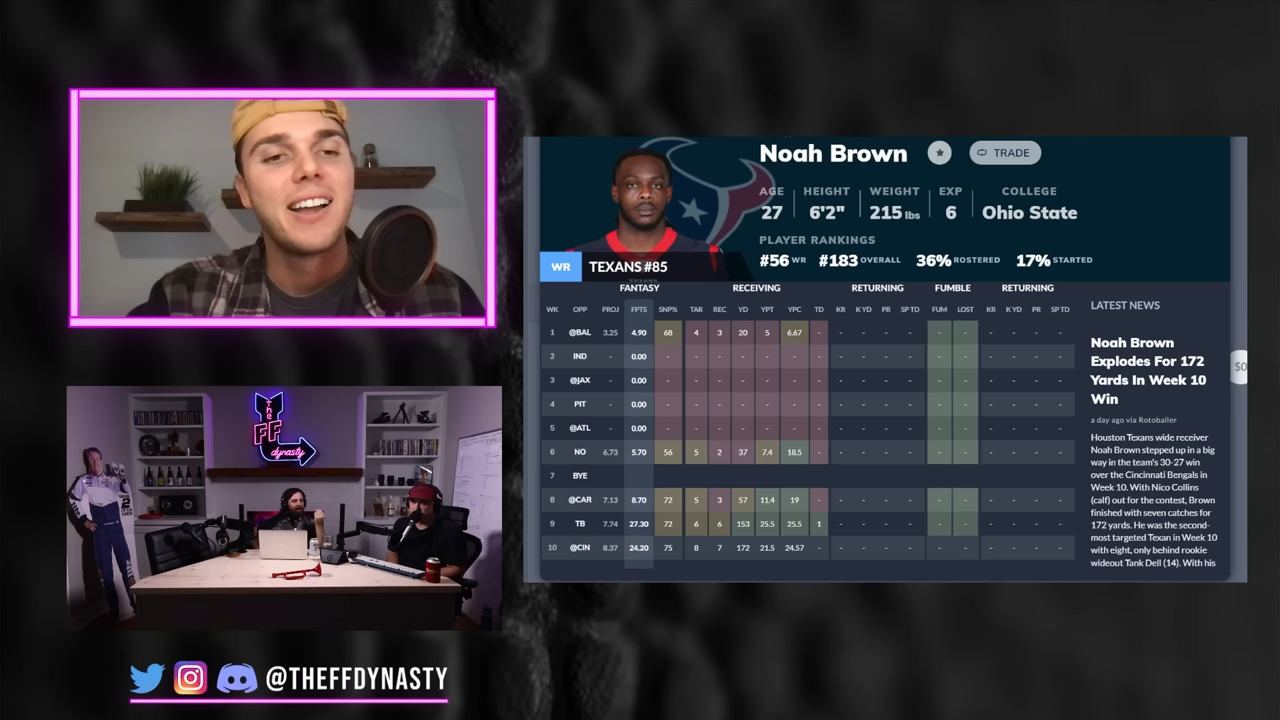 The
FF
dynasty
@THEFFDYNASTY
Noah Brown
TRADE
AGE HEIGHT WEIGHT EXP COLLEGE
27 6'2" 215 lbs 6 Ohio State
PLAYER RANKINGS
#56 WR #183 OVERALL 36% ROSTERED 17% STARTED
WR TEXANS #85
FANTASY RECEIVING RETURNING FUMBLE RETURNING
WK OPP PROJ FPTS SNP% TAR REC YD YPT YPC TD KR K YD PR SP TD FUM LOST KR K YD PR SP TD
1 @BAL 3.25 4.90 68 4 3 20 5 6.67 - - - - - - - - - - -
2 IND - 0.00 - - - - - - - - - - - - - - - - -
3 @JAX - 0.00 - - - - - - - - - - - - - - - - -
4 PIT - 0.00 - - - - - - - - - - - - - - - - -
5 @ATL - 0.00 - - - - - - - - - - - - - - - - -
6 NO 6.73 5.70 56 5 2 37 7.4 18.5 - - - - - - - - - - -
7 BYE
8 @CAR 7.13 8.70 72 5 3 57 11.4 19 - - - - - - - - - - -
9 TB 7.74 27.30 72 6 6 153 25.5 25.5 1 - - - - - - - - - -
10 @CIN 8.37 24.20 75 8 7 172 21.5 24.57 - - - - - - - - - - -
LATEST NEWS
Noah Brown
Explodes For 172
Yards In Week 10
Win
a day ago via Rotoballer
Houston Texans wide receiver
Noah Brown stepped up in a big
way in the team's 30-27 win
over the Cincinnati Bengals in
Week 10. With Nico Collins
(calf) out for the contest, Brown
finished with seven catches for
172 yards. He was the second-
most targeted Texan in Week 10
with eight, only behind rookie
wideout Tank Dell (14). With his
$0